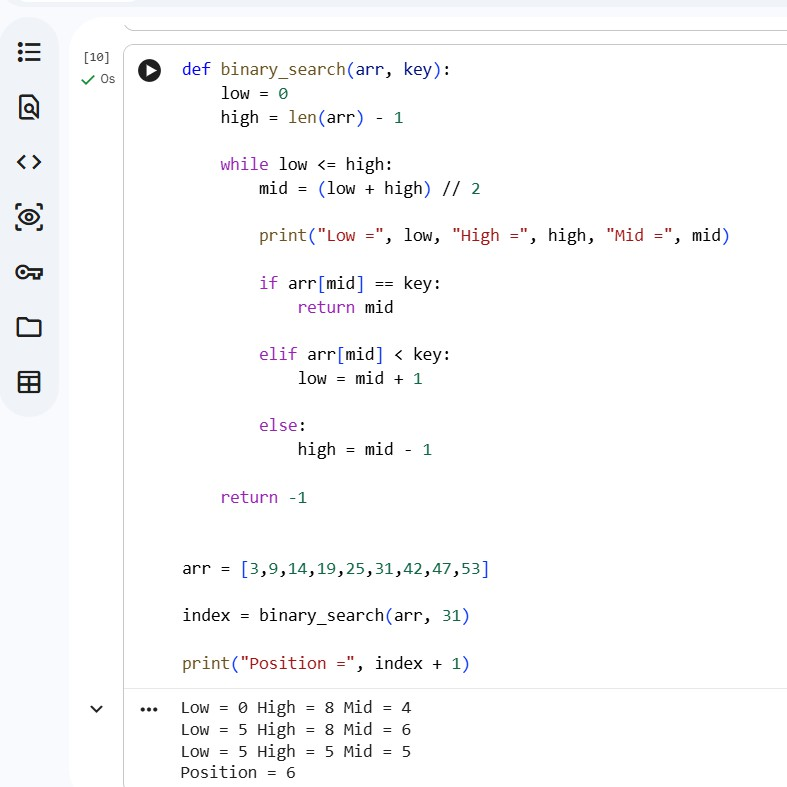 [10]
0s
def binary_search(arr, key):
    low = 0
    high = len(arr) - 1

    while low <= high:
        mid = (low + high) // 2

        print("Low =", low, "High =", high, "Mid =", mid)

        if arr[mid] == key:
            return mid

        elif arr[mid] < key:
            low = mid + 1

        else:
            high = mid - 1

    return -1


arr = [3,9,14,19,25,31,42,47,53]

index = binary_search(arr, 31)

print("Position =", index + 1)
Low = 0 High = 8 Mid = 4
Low = 5 High = 8 Mid = 6
Low = 5 High = 5 Mid = 5
Position = 6